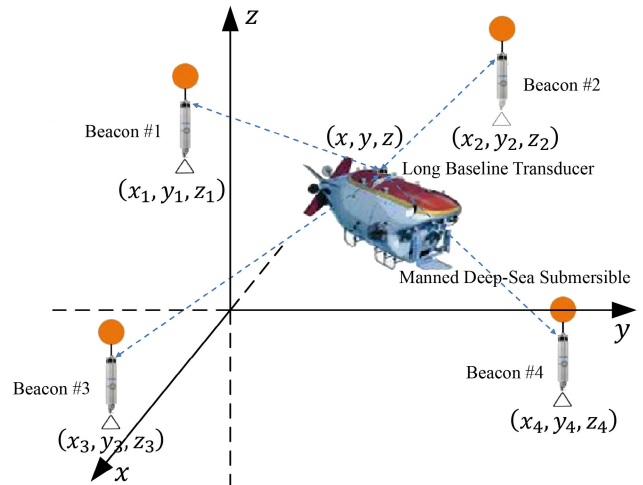 z
Beacon #1
(x₁, y₁, z₁)
Beacon #2
(x₂, y₂, z₂)
(x, y, z)
Long Baseline Transducer
Manned Deep-Sea Submersible
y
Beacon #3
(x₃, y₃, z₃)
x
Beacon #4
(x₄, y₄, z₄)